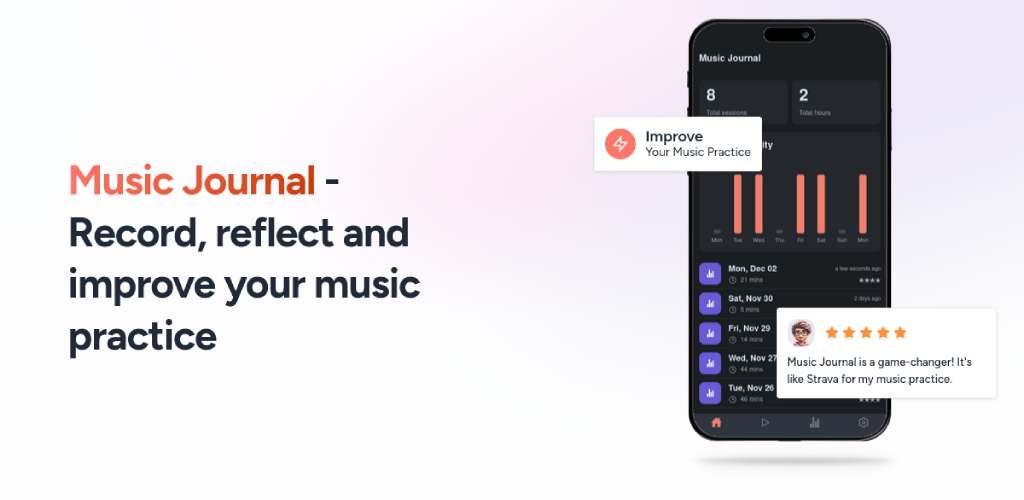 Music Journal -
Record, reflect and
improve your music
practice
Music Journal
8
Total sessions
2
Total hours
Improve
Your Music Practice
Mon
Tue
Wed
Thu
Fri
Sat
Sun
Mon
Mon, Dec 02
a few seconds ago
21 mins
Sat, Nov 30
2 days ago
5 mins
Fri, Nov 29
14 mins
Wed, Nov 27
44 mins
Tue, Nov 26
46 mins
Music Journal is a game-changer! It's
like Strava for my music practice.